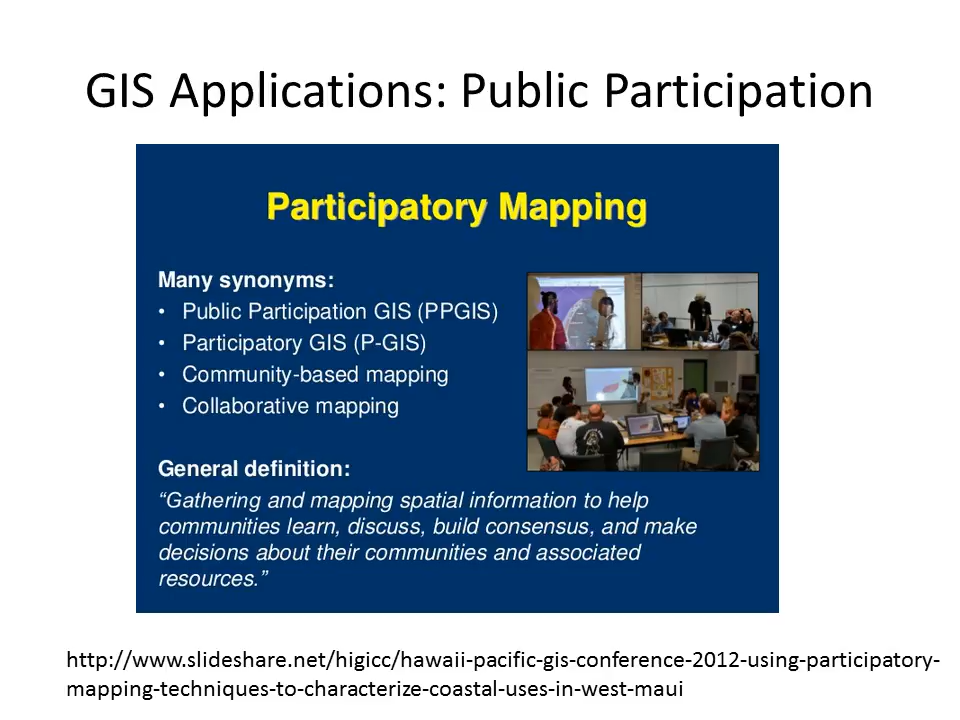 GIS Applications: Public Participation
Participatory Mapping
Many synonyms:
• Public Participation GIS (PPGIS)
• Participatory GIS (P-GIS)
• Community-based mapping
• Collaborative mapping
General definition:
“Gathering and mapping spatial information to help
communities learn, discuss, build consensus, and make
decisions about their communities and associated
resources.”
http://www.slideshare.net/higicc/hawaii-pacific-gis-conference-2012-using-participatory-
mapping-techniques-to-characterize-coastal-uses-in-west-maui